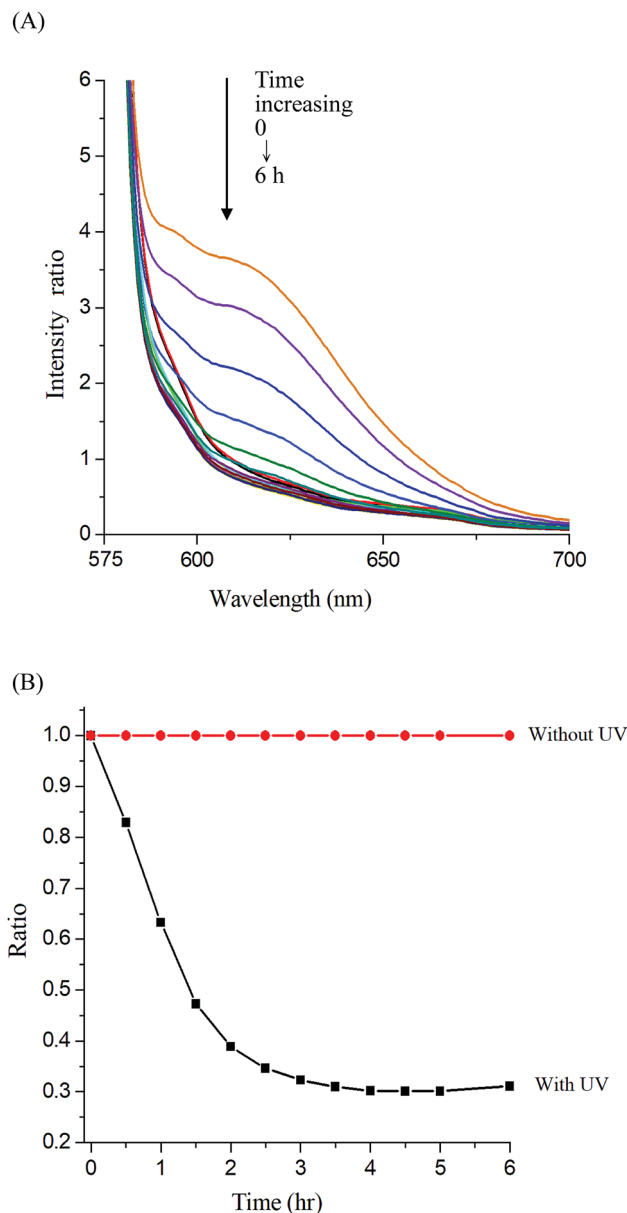 (A)
6
5
4
3
2
1
0
Intensity ratio
Time
increasing
0
↓
6 h
575
600
650
700
Wavelength (nm)
(B)
1.0
0.9
0.8
0.7
0.6
0.5
0.4
0.3
0.2
Ratio
Without UV
With UV
0 1 2 3 4 5 6
Time (hr)